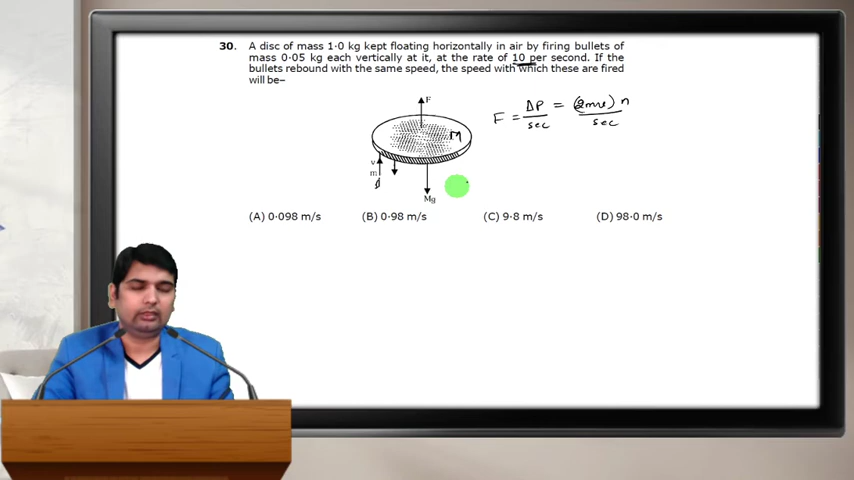 30. A disc of mass 1·0 kg kept floating horizontally in air by firing bullets of
mass 0·05 kg each vertically at it, at the rate of 10 per second. If the
bullets rebound with the same speed, the speed with which these are fired
will be–
F
F = ΔP/sec = (2mv)n/sec
M
v
m
Mg
(A) 0·098 m/s (B) 0·98 m/s (C) 9·8 m/s (D) 98·0 m/s